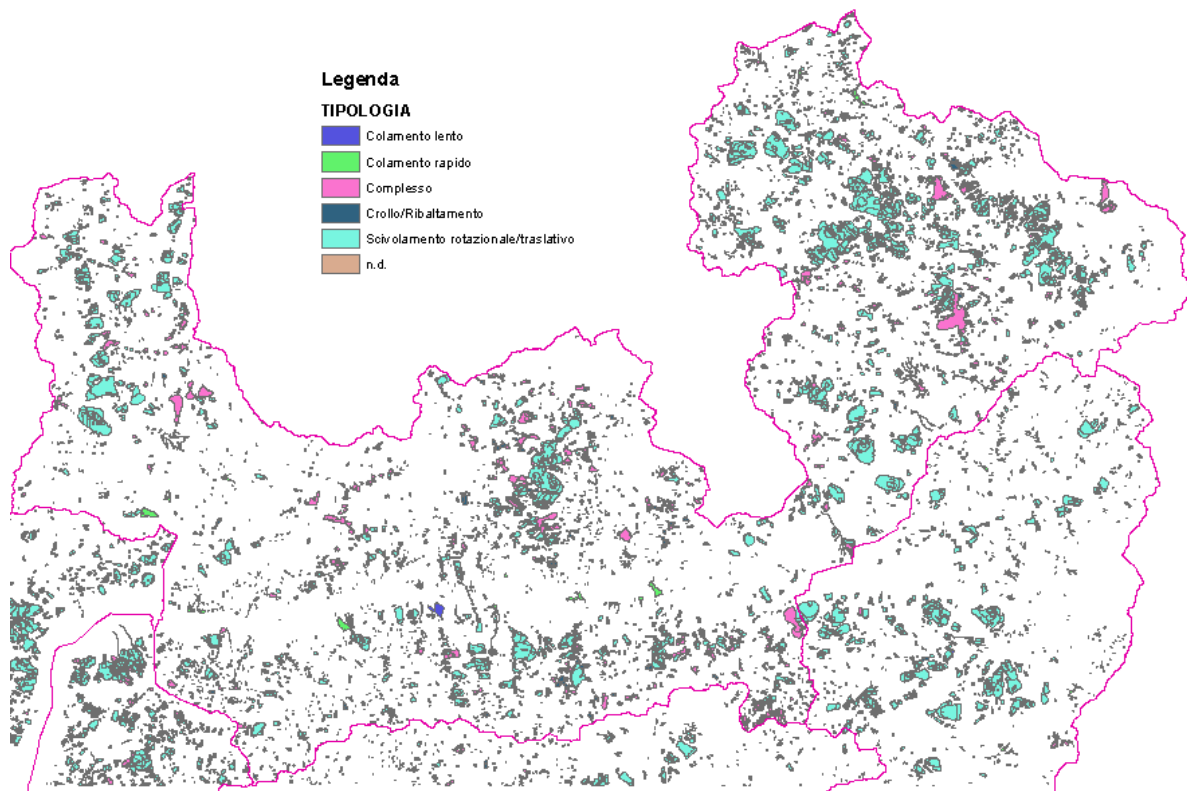 Legenda
TIPOLOGIA
Colamento lento
Colamento rapido
Complesso
Crollo/Ribaltamento
Scivolamento rotazionale/traslativo
n.d.